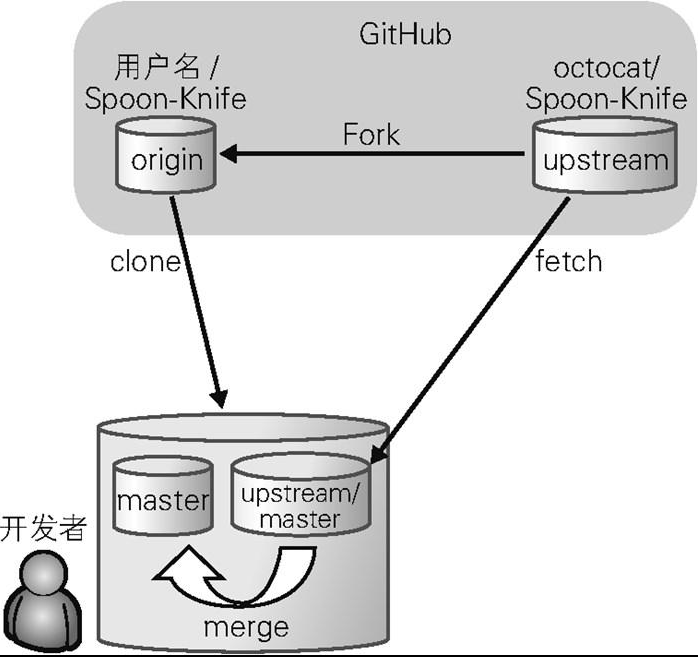 GitHub
用户名 /
Spoon-Knife
octocat/
Spoon-Knife
origin
Fork
upstream
clone
fetch
master
upstream/
master
开发者
merge